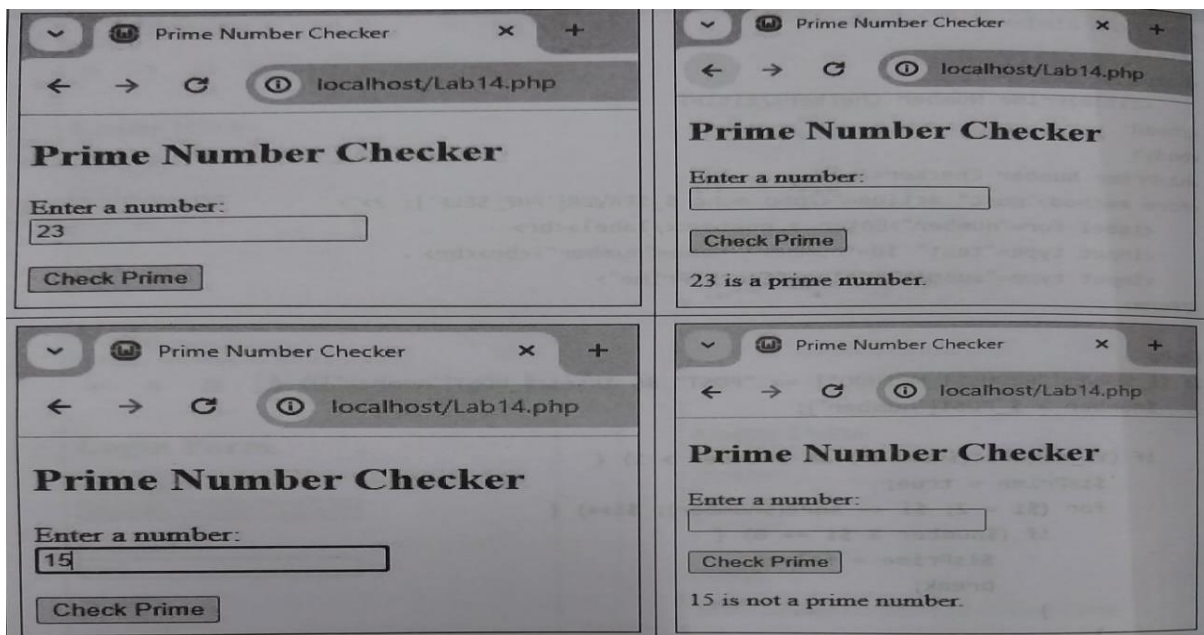 Prime Number Checker
localhost/Lab14.php
Prime Number Checker
Enter a number:
23
Check Prime
Prime Number Checker
localhost/Lab14.php
Prime Number Checker
Enter a number:
Check Prime
23 is a prime number.
Prime Number Checker
localhost/Lab14.php
Prime Number Checker
Enter a number:
15
Check Prime
Prime Number Checker
localhost/Lab14.php
Prime Number Checker
Enter a number:
Check Prime
15 is not a prime number.